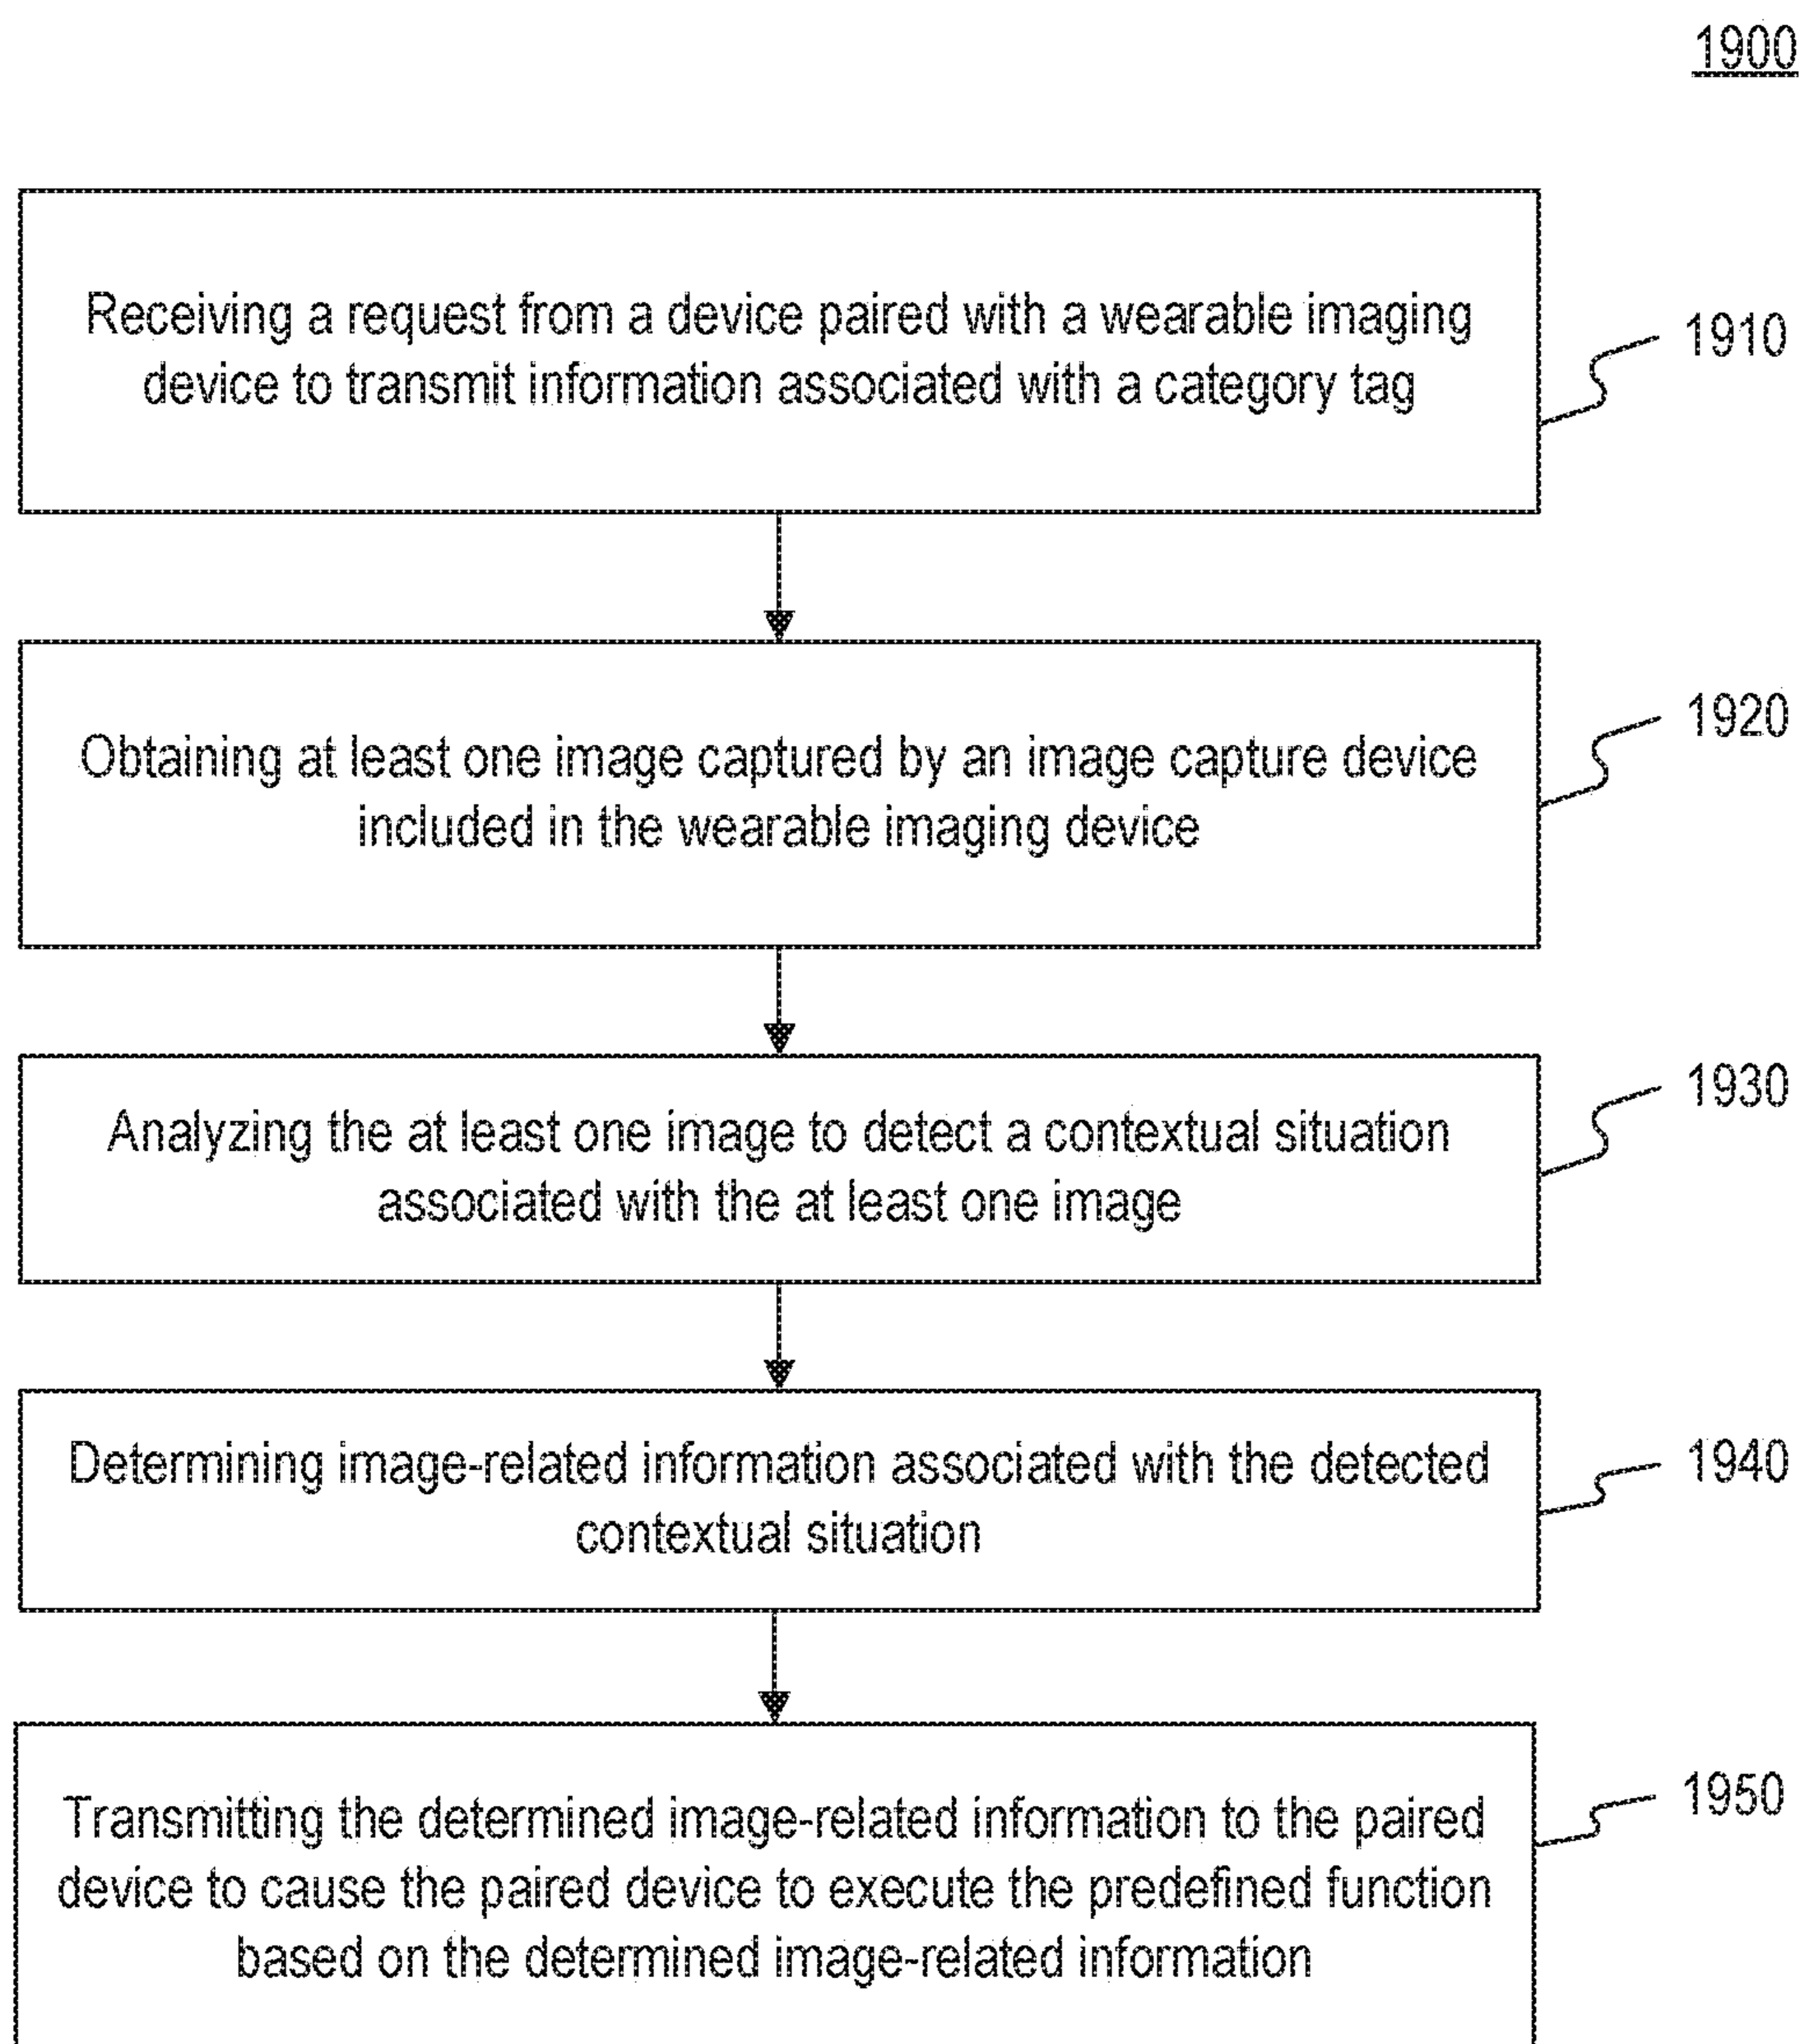 1900
Receiving a request from a device paired with a wearable imaging
device to transmit information associated with a category tag
1910
Obtaining at least one image captured by an image capture device
included in the wearable imaging device
1920
Analyzing the at least one image to detect a contextual situation
associated with the at least one image
1930
Determining image-related information associated with the detected
contextual situation
1940
Transmitting the determined image-related information to the paired
device to cause the paired device to execute the predefined function
based on the determined image-related information
1950